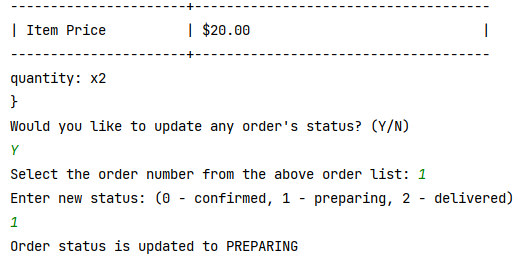 ----------------------+-------------------------------------
| Item Price          | $20.00                             |
----------------------+-------------------------------------
quantity: x2
}
Would you like to update any order's status? (Y/N)
Y
Select the order number from the above order list: 1
Enter new status: (0 - confirmed, 1 - preparing, 2 - delivered)
1
Order status is updated to PREPARING